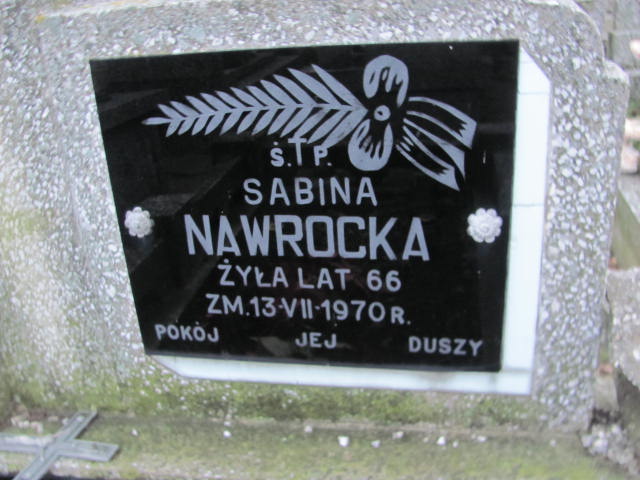 Ś.†P.
SABINA
NAWROCKA
ŻYŁA LAT 66
ZM.13-VII-1970 R.
POKÓJ JEJ DUSZY